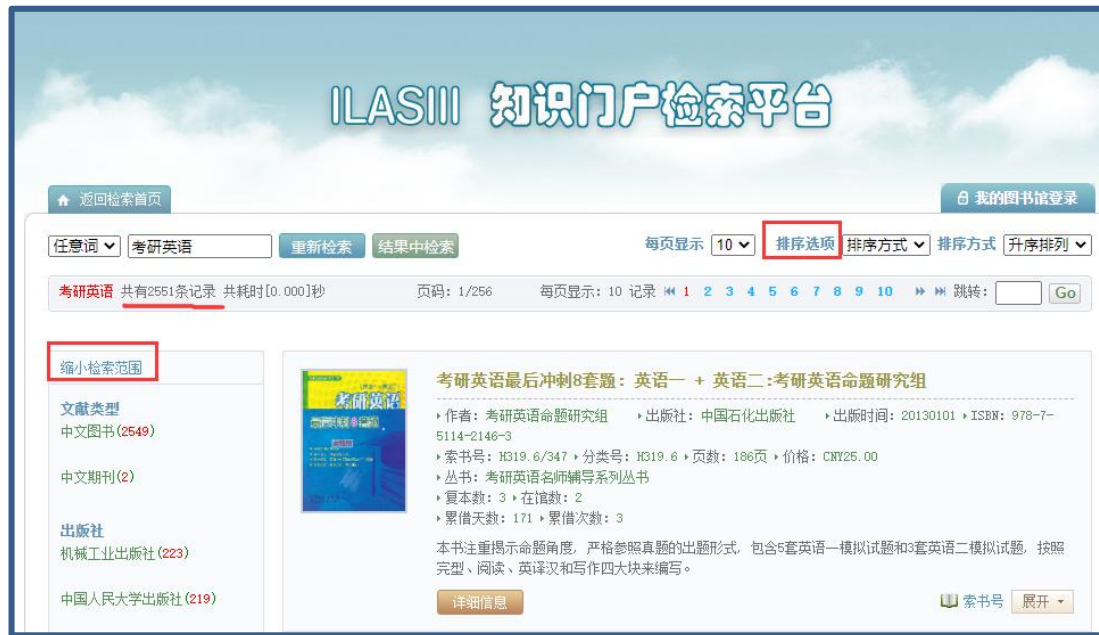 ILASIII 知识门户检索平台
返回检索首页
我的图书馆登录
任意词 考研英语 重新检索 结果中检索 每页显示 10 排序选项 排序方式 排序方式 升序排列
考研英语 共有2551条记录 共耗时[0.000]秒 页码: 1/256 每页显示: 10 记录 1 2 3 4 5 6 7 8 9 10 跳转: Go
缩小检索范围
文献类型
中文图书(2549)
中文期刊(2)
出版社
机械工业出版社(223)
中国人民大学出版社(219)
考研英语
最后冲刺8套题
考研英语最后冲刺8套题: 英语一 + 英语二:考研英语命题研究组
作者: 考研英语命题研究组 出版社: 中国石化出版社 出版时间: 20130101 ISBN: 978-7-
5114-2146-3
索书号: H319.6/347 分类号: H319.6 页数: 186页 价格: CNY25.00
丛书: 考研英语名师辅导系列丛书
复本数: 3 在馆数: 2
累借天数: 171 累借次数: 3
本书注重揭示命题角度, 严格参照真题的出题形式, 包含5套英语一模拟试题和3套英语二模拟试题, 按照
完型、阅读、英译汉和写作四大块来编写。
详细信息
索书号 展开